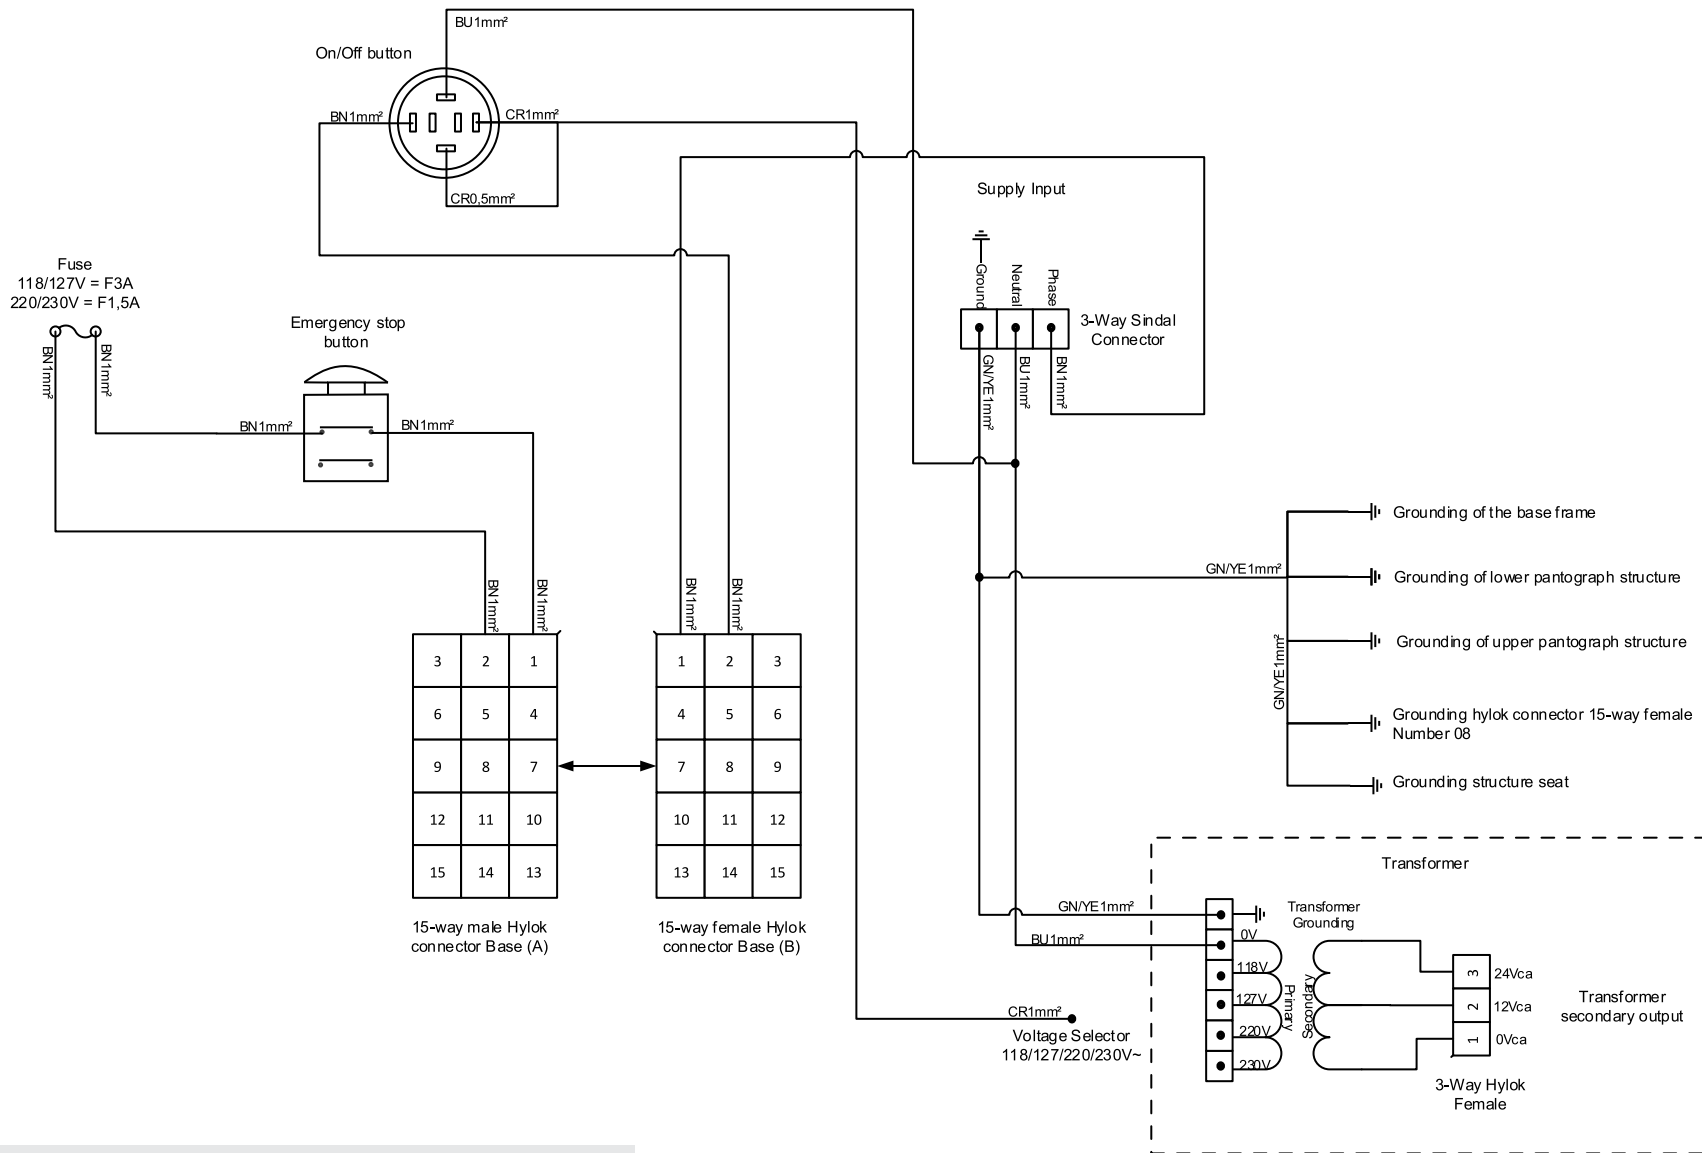 BU1mm²
On/Off button
BN1mm²
CR1mm²
CR0,5mm²
Supply Input
Ground
Neutral
Phase
3-Way Sindal
Connector
GN/YE1mm²
BU1mm²
BN1mm²
Fuse
118/127V = F3A
220/230V = F1,5A
BN1mm²
BN1mm²
Emergency stop
button
BN1mm²
BN1mm²
BN1mm²
BN1mm²
BN1mm²
BN1mm²
3 2 1
6 5 4
9 8 7
12 11 10
15 14 13
15-way male Hylok
connector Base (A)
1 2 3
4 5 6
7 8 9
10 11 12
13 14 15
15-way female Hylok
connector Base (B)
GN/YE1mm²
GN/YE1mm²
Grounding of the base frame
Grounding of lower pantograph structure
Grounding of upper pantograph structure
Grounding hylok connector 15-way female
Number 08
Grounding structure seat
Transformer
GN/YE1mm²
BU1mm²
Transformer
Grounding
0V
118V
127V
220V
230V
Primary
Secondary
3
2
1
24Vca
12Vca
0Vca
Transformer
secondary output
3-Way Hylok
Female
CR1mm²
Voltage Selector
118/127/220/230V~